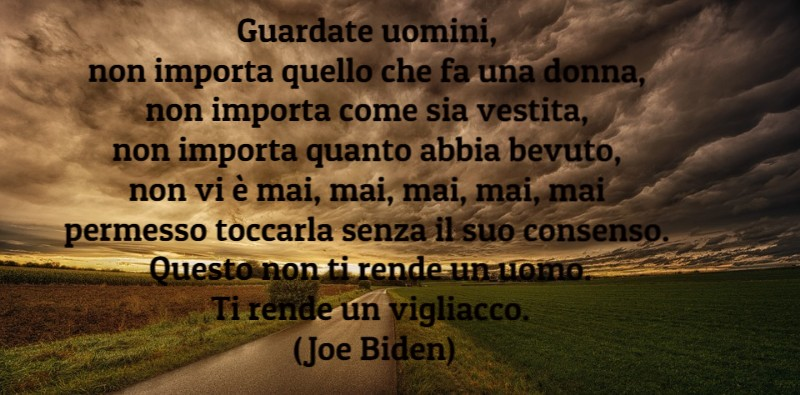 Guardate uomini,
non importa quello che fa una donna,
non importa come sia vestita,
non importa quanto abbia bevuto,
non vi è mai, mai, mai, mai, mai
permesso toccarla senza il suo consenso.
Questo non ti rende un uomo.
Ti rende un vigliacco.
(Joe Biden)